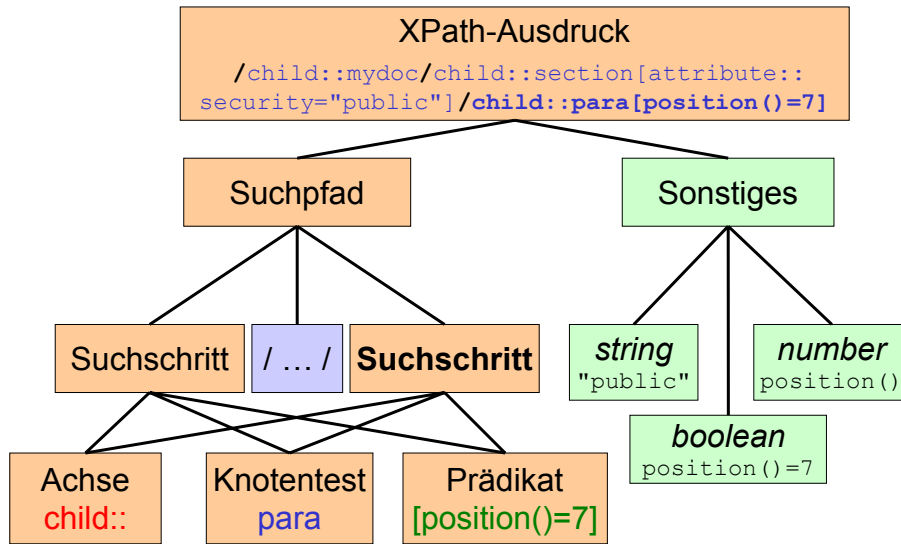 XPath-Ausdruck
/child::mydoc/child::section[attribute::
security="public"]/child::para[position()=7]
Suchpfad
Sonstiges
Suchschritt
/ … /
Suchschritt
string
"public"
number
position()
boolean
position()=7
Achse
child::
Knotentest
para
Prädikat
[position()=7]